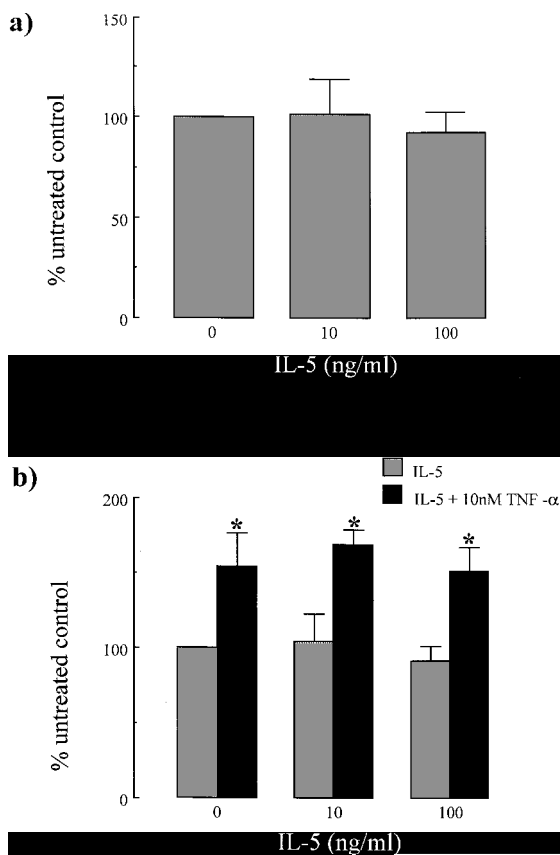 a)
% untreated control
150
100
50
0
0 10 100
IL-5 (ng/ml)
b)
IL-5
IL-5 + 10nM TNF -α
% untreated control
200
100
0
* * *
0 10 100
IL-5 (ng/ml)